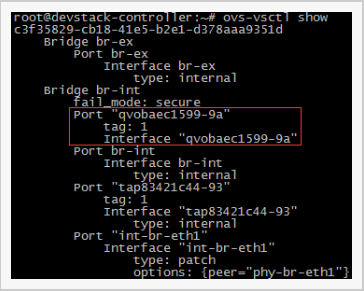 root@devstack-controller:~# ovs-vsctl show
c3f35829-cb18-41e5-b2e1-d378aaa9351d
Bridge br-ex
Port br-ex
Interface br-ex
type: internal
Bridge br-int
fail_mode: secure
Port "qvobaec1599-9a"
tag: 1
Interface "qvobaec1599-9a"
Port br-int
Interface br-int
type: internal
Port "tap83421c44-93"
tag: 1
Interface "tap83421c44-93"
type: internal
Port "int-br-eth1"
Interface "int-br-eth1"
type: patch
options: {peer="phy-br-eth1"}